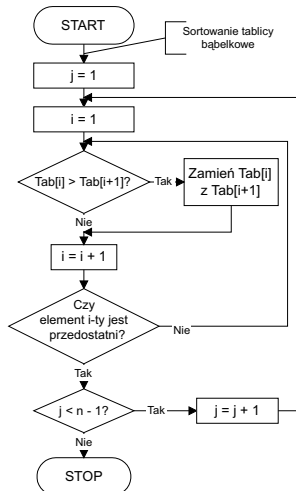 START
Sortowanie tablicy
bąbelkowe
j = 1
i = 1
Tab[i] > Tab[i+1]?
Tak
Zamień Tab[i]
z Tab[i+1]
Nie
i = i + 1
Czy
element i-ty jest
przedostatni?
Nie
Tak
j < n - 1?
Tak
j = j + 1
Nie
STOP